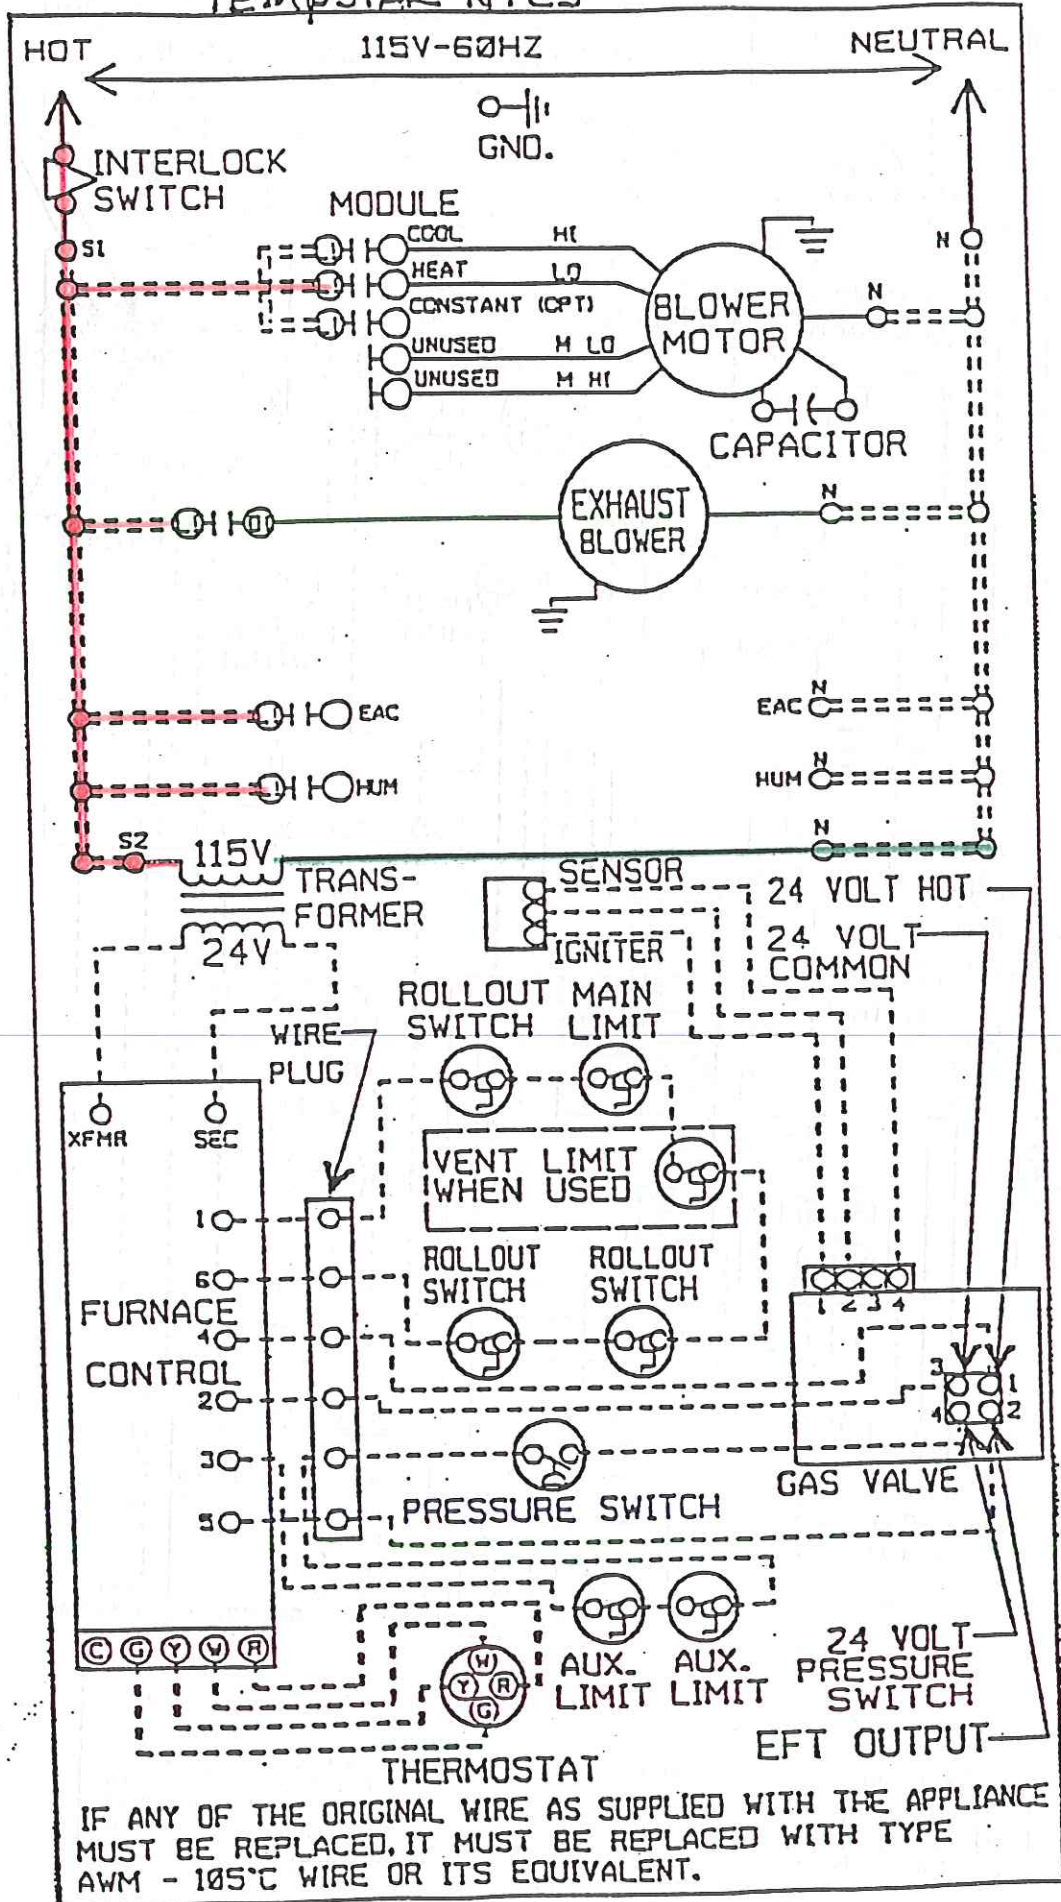 TEMPSTAR NTC5
HOT 115V-60HZ NEUTRAL
GND.
INTERLOCK
SWITCH
MODULE
S1
COOL HI
HEAT LO
CONSTANT (OPT)
UNUSED M LO
UNUSED M HI
BLOWER
MOTOR
N
N
CAPACITOR
EXHAUST
BLOWER
N
EAC
EAC N
HUM
HUM N
S2
115V
N
TRANS-
FORMER
24V
SENSOR
IGNITER
24 VOLT HOT
24 VOLT
COMMON
ROLLOUT
SWITCH
MAIN
LIMIT
WIRE
PLUG
XFMR SEC
VENT LIMIT
WHEN USED
ROLLOUT
SWITCH
ROLLOUT
SWITCH
1
6
FURNACE
4
CONTROL
2
3
5
1 2 3 4
3 1
4 2
GAS VALVE
PRESSURE SWITCH
C G Y W R
W
Y R
G
THERMOSTAT
AUX.
LIMIT
AUX.
LIMIT
24 VOLT
PRESSURE
SWITCH
EFT OUTPUT
IF ANY OF THE ORIGINAL WIRE AS SUPPLIED WITH THE APPLIANCE
MUST BE REPLACED, IT MUST BE REPLACED WITH TYPE
AWM - 105°C WIRE OR ITS EQUIVALENT.